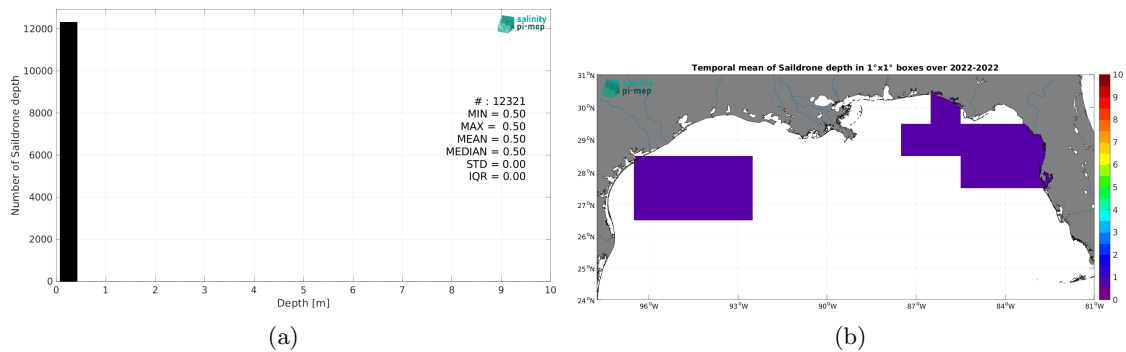 12000
10000
8000
6000
4000
2000
0
Number of Saildrone depth
salinity
pi-mep
# : 12321
MIN = 0.50
MAX = 0.50
MEAN = 0.50
MEDIAN = 0.50
STD = 0.00
IQR = 0.00
0 1 2 3 4 5 6 7 8 9 10
Depth [m]
(a)
Temporal mean of Saildrone depth in 1°x1° boxes over 2022-2022
salinity
pi-mep
31°N
30°N
29°N
28°N
27°N
26°N
25°N
24°N
96°W 93°W 90°W 87°W 84°W 81°W
10
9
8
7
6
5
4
3
2
1
0
(b)